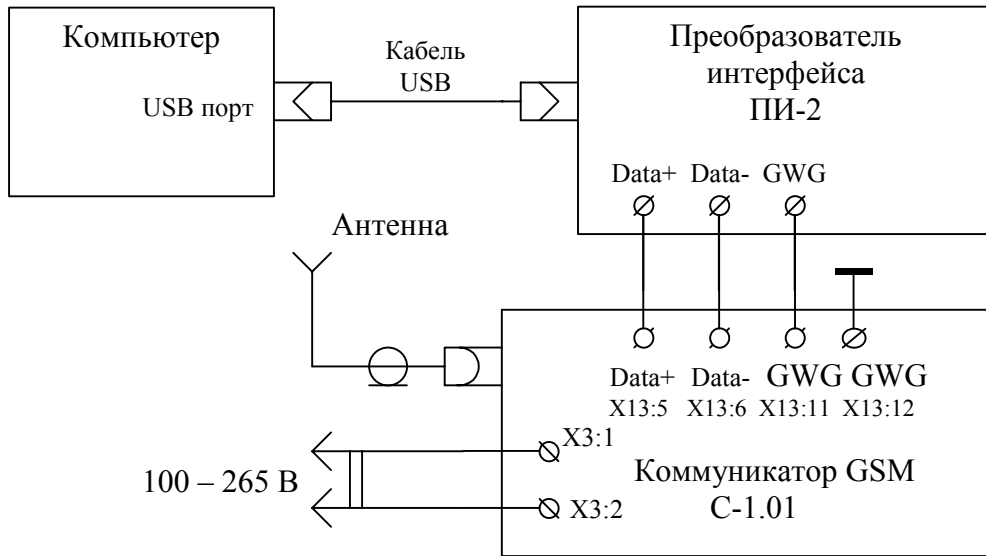 Компьютер
USB порт
Кабель
USB
Преобразователь
интерфейса
ПИ-2
Data+ Data- GWG
Антенна
Data+ Data- GWG GWG
X13:5 X13:6 X13:11 X13:12
X3:1
100 – 265 В
X3:2
Коммуникатор GSM
С-1.01